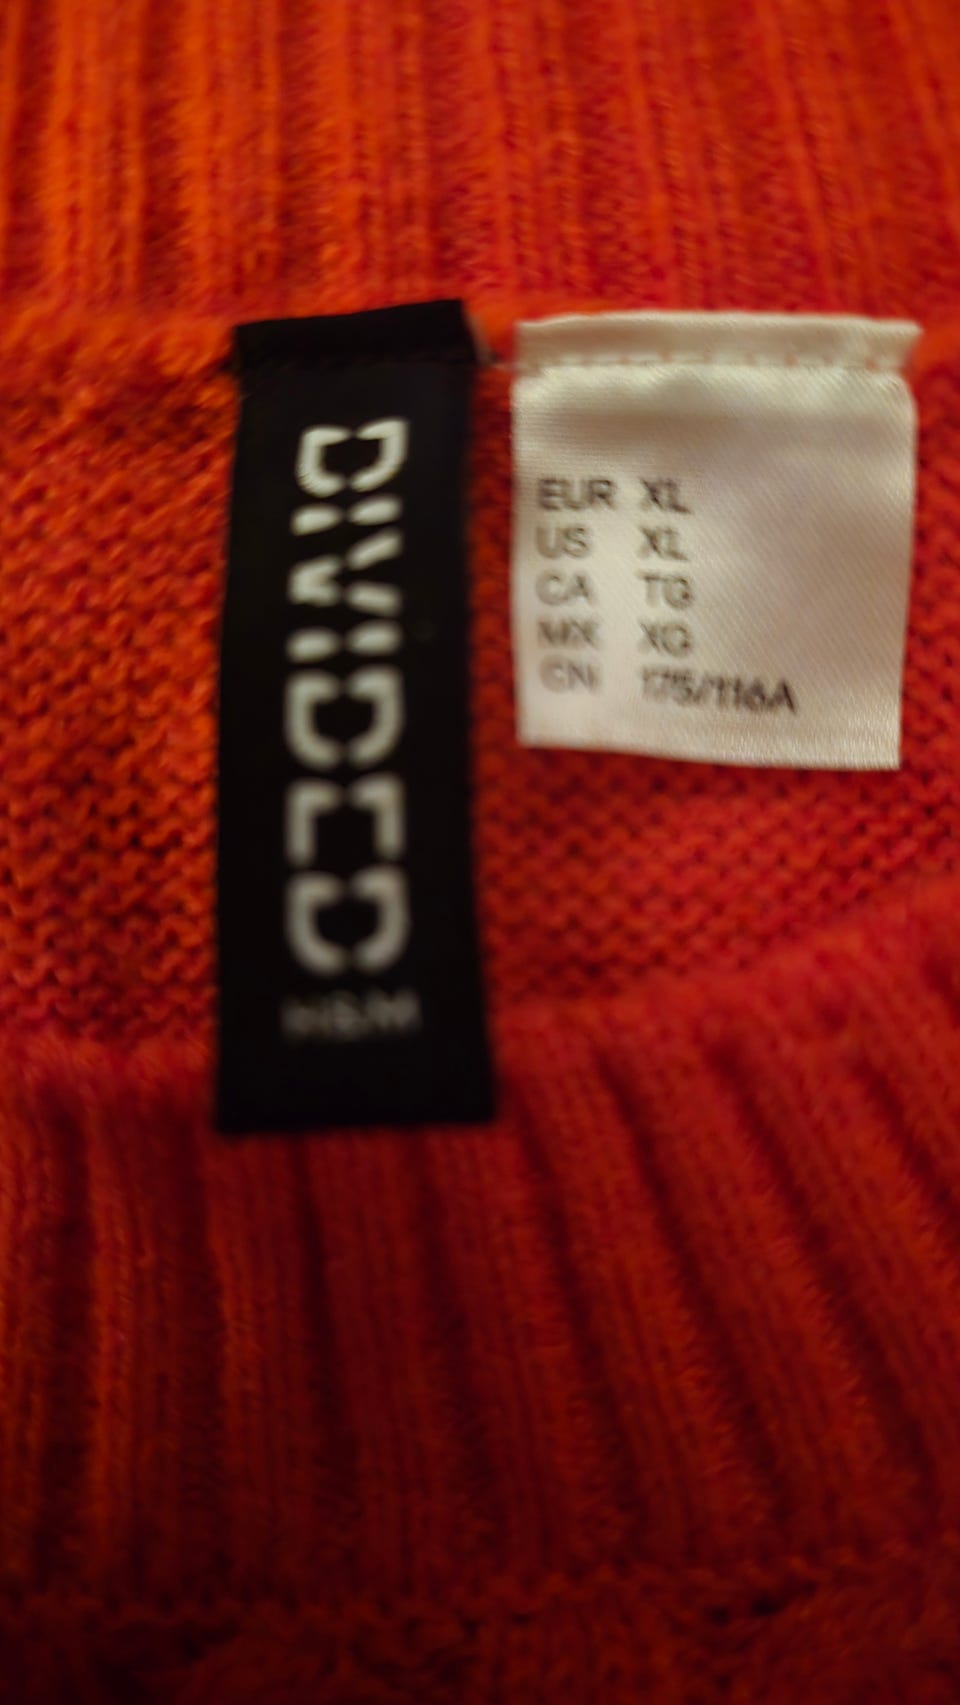 DIVIDED
H&M
EUR XL
US XL
CA TG
MX XG
CN 175/116A